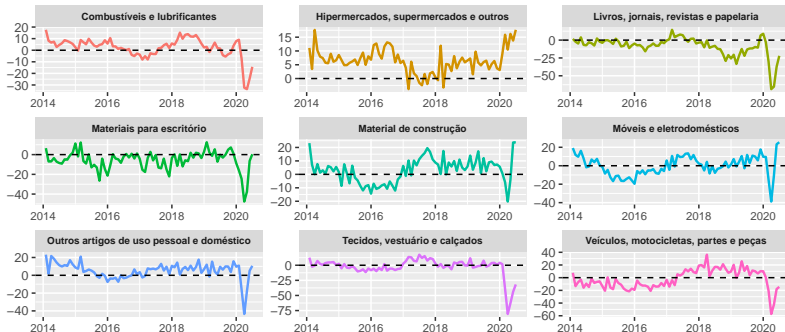 Combustíveis e lubrificantes
20
10
0
−10
−20
−30
2014 2016 2018 2020
Hipermercados, supermercados e outros
15
10
5
0
2014 2016 2018 2020
Livros, jornais, revistas e papelaria
0
−25
−50
2014 2016 2018 2020
Materiais para escritório
0
−20
−40
2014 2016 2018 2020
Material de construção
20
10
0
−10
−20
2014 2016 2018 2020
Móveis e eletrodomésticos
20
0
−20
−40
2014 2016 2018 2020
Outros artigos de uso pessoal e doméstico
20
0
−20
−40
2014 2016 2018 2020
Tecidos, vestuário e calçados
0
−25
−50
−75
2014 2016 2018 2020
Veículos, motocicletas, partes e peças
40
20
0
−20
−40
−60
2014 2016 2018 2020